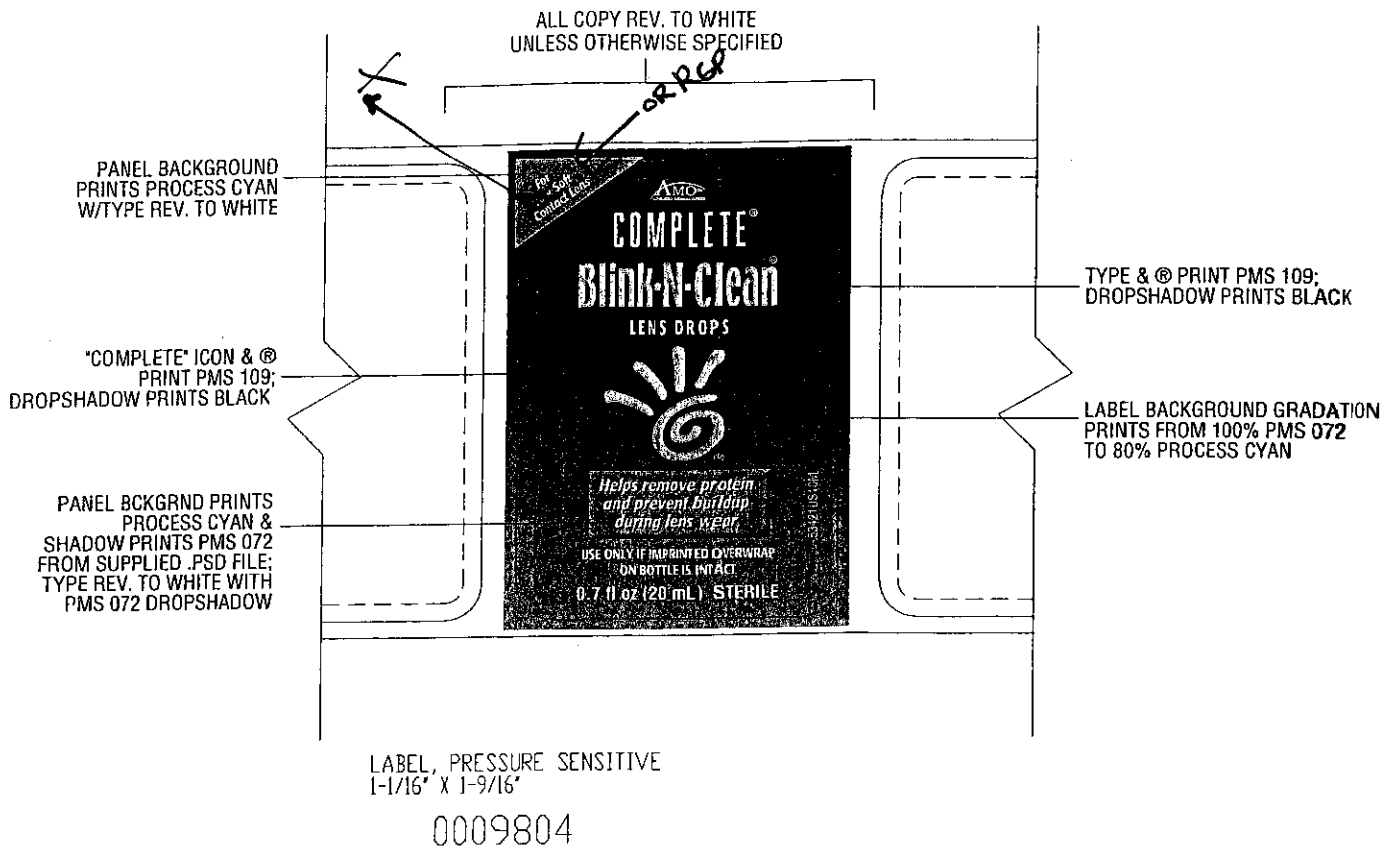 ALL COPY REV. TO WHITE
UNLESS OTHERWISE SPECIFIED
X
OR RGP
PANEL BACKGROUND
PRINTS PROCESS CYAN
W/TYPE REV. TO WHITE
For
Soft
Contact Lens
AMO
COMPLETE®
Blink-N-Clean®
LENS DROPS
TYPE & ® PRINT PMS 109;
DROPSHADOW PRINTS BLACK
"COMPLETE" ICON & ®
PRINT PMS 109;
DROPSHADOW PRINTS BLACK
LABEL BACKGROUND GRADATION
PRINTS FROM 100% PMS 072
TO 80% PROCESS CYAN
PANEL BCKGRND PRINTS
PROCESS CYAN &
SHADOW PRINTS PMS 072
FROM SUPPLIED .PSD FILE;
TYPE REV. TO WHITE WITH
PMS 072 DROPSHADOW
TM
Helps remove protein
and prevent buildup
during lens wear
USE ONLY IF IMPRINTED OVERWRAP
ON BOTTLE IS INTACT
0.7 fl oz (20 mL) STERILE
LABEL, PRESSURE SENSITIVE
1-1/16" X 1-9/16"
0009804